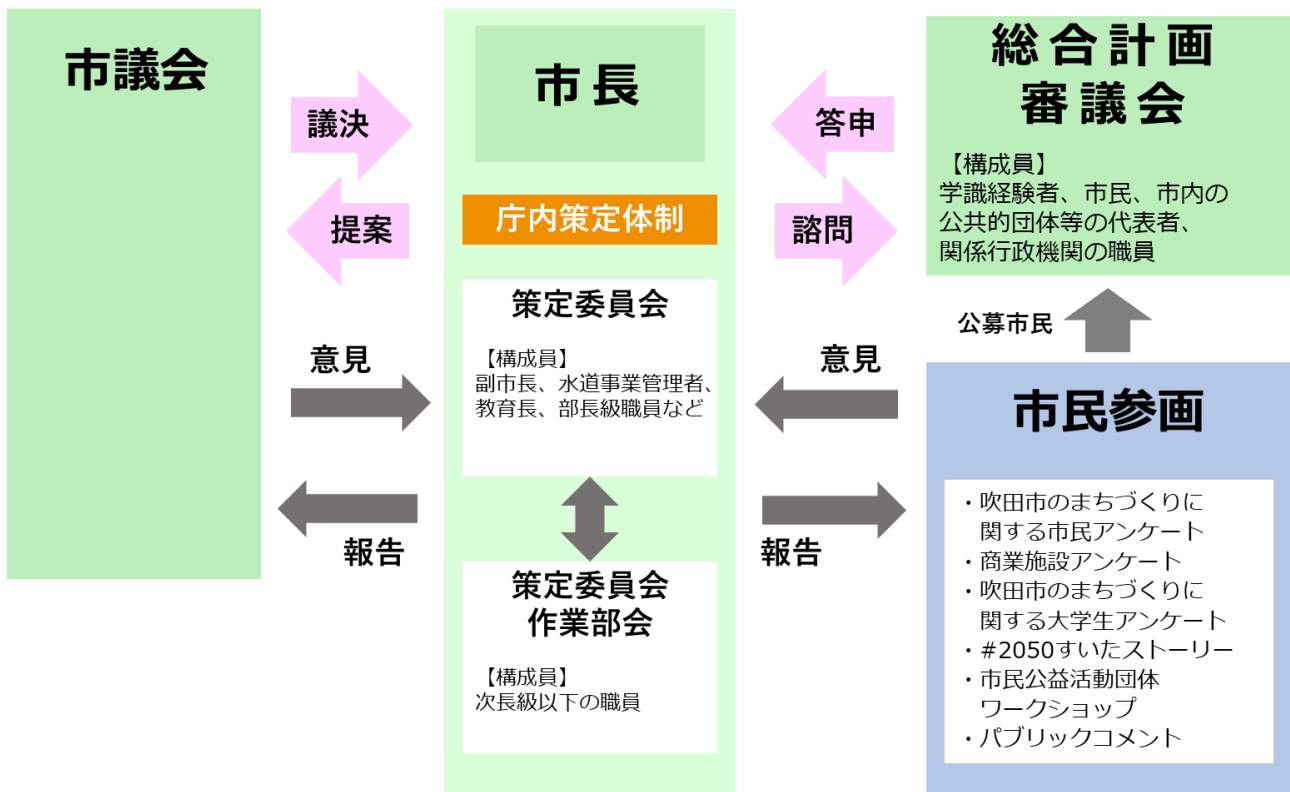 市議会
議決
提案
意見
報告
市長
庁内策定体制
策定委員会
【構成員】
副市長、水道事業管理者、
教育長、部長級職員など
策定委員会
作業部会
【構成員】
次長級以下の職員
答申
諮問
意見
報告
総合計画
審議会
【構成員】
学識経験者、市民、市内の
公共的団体等の代表者、
関係行政機関の職員
公募市民
市民参画
・吹田市のまちづくりに
関する市民アンケート
・商業施設アンケート
・吹田市のまちづくりに
関する大学生アンケート
・#2050すいたストーリー
・市民公益活動団体
ワークショップ
・パブリックコメント